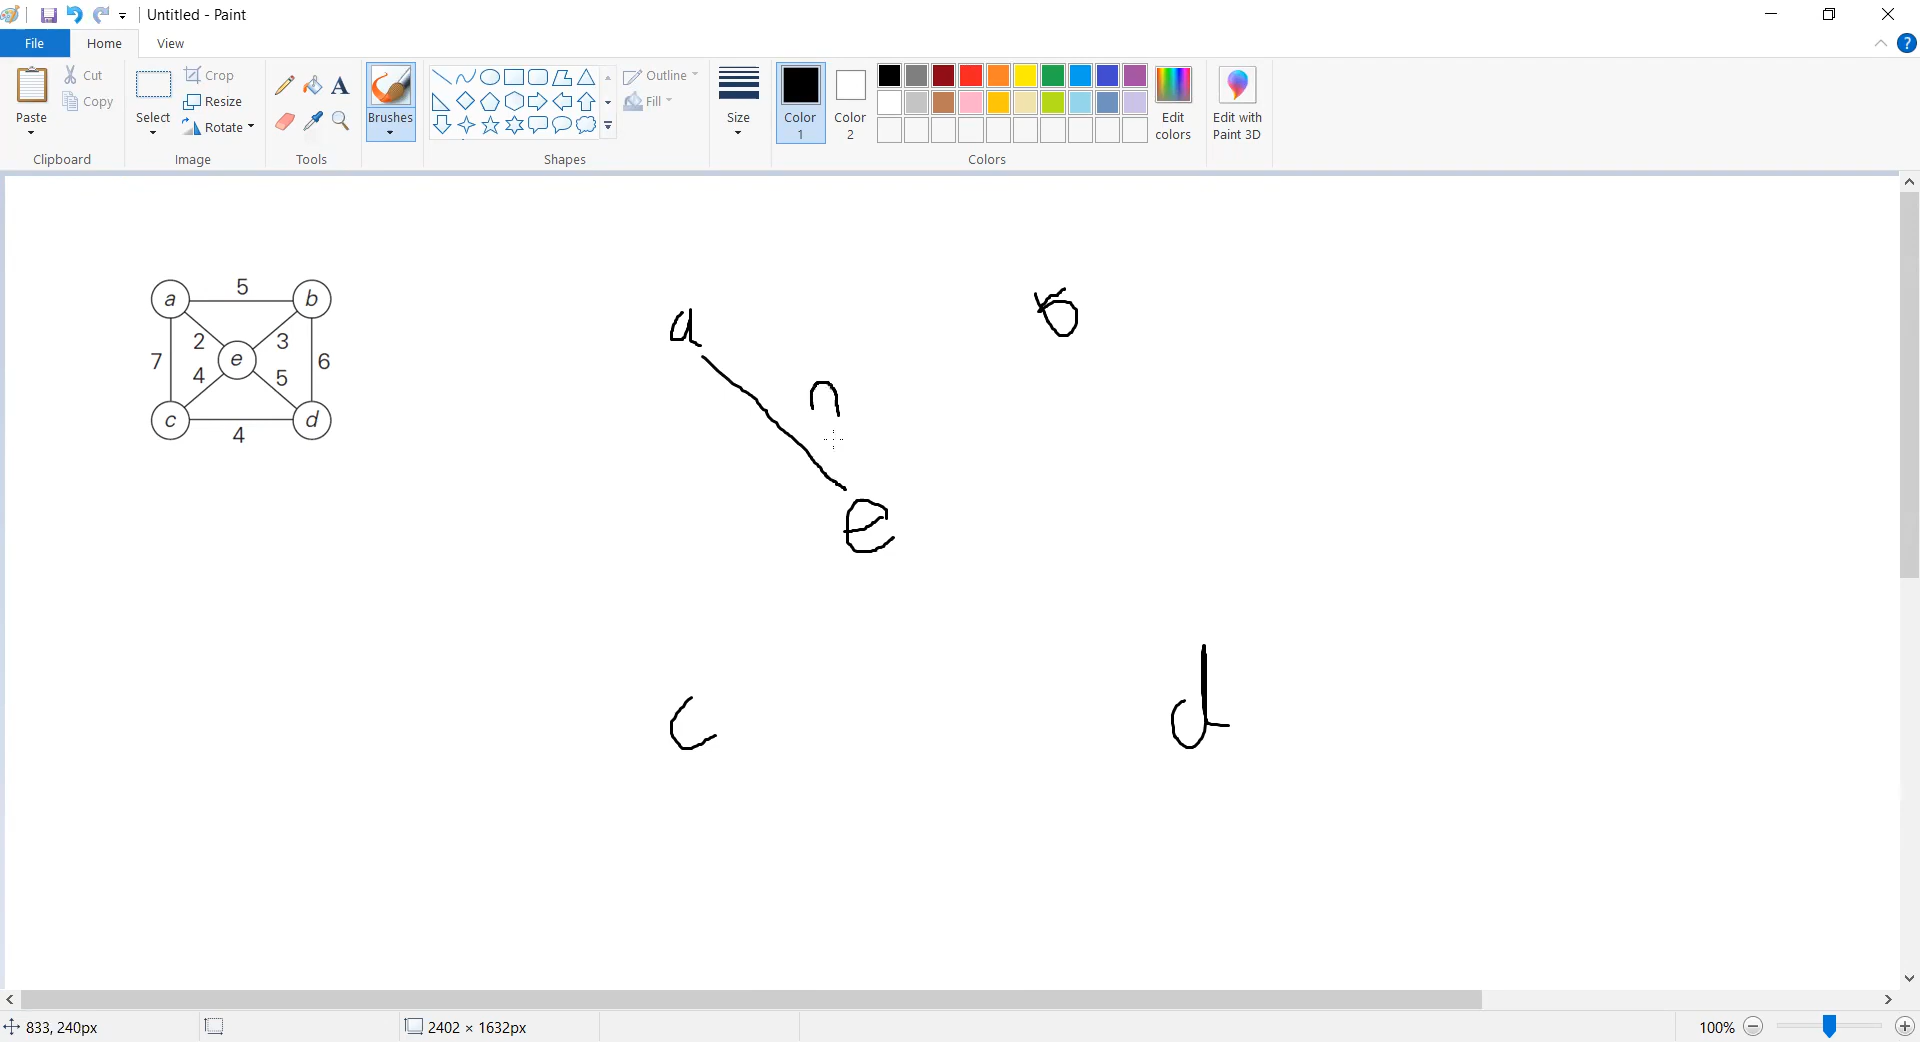 Untitled - Paint
File Home View
Paste
Cut
Copy
Clipboard
Select
Crop
Resize
Rotate
Image
A
Tools
Brushes
Outline
Fill
Shapes
Size
Color 1
Color 2
Edit colors
Colors
Edit with Paint 3D
?
a 5 b
2 3
7 e 6
4 5
c d
4
a b
e
c d
833, 240px
2402 × 1632px
100%